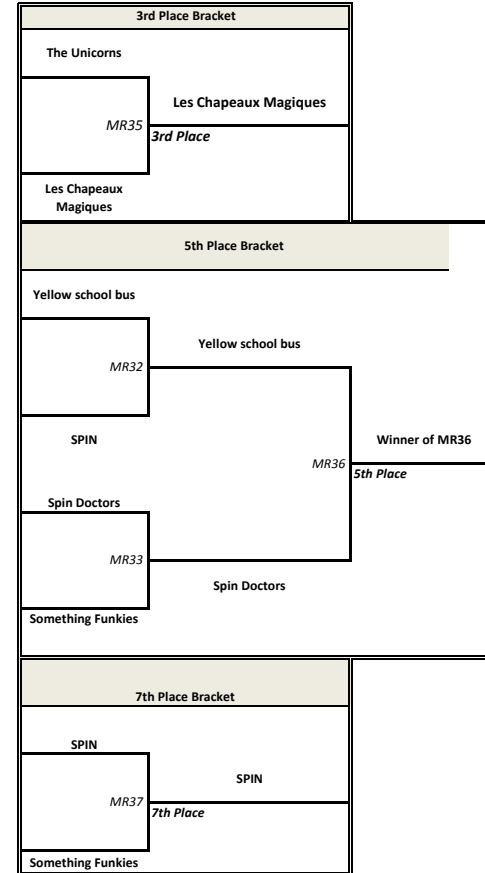 3rd Place Bracket
The Unicorns
Les Chapeaux Magiques
MR35
3rd Place
Les Chapeaux
Magiques
5th Place Bracket
Yellow school bus
Yellow school bus
MR32
SPIN
Winner of MR36
MR36
5th Place
Spin Doctors
MR33
Spin Doctors
Something Funkies
7th Place Bracket
SPIN
SPIN
MR37
7th Place
Something Funkies